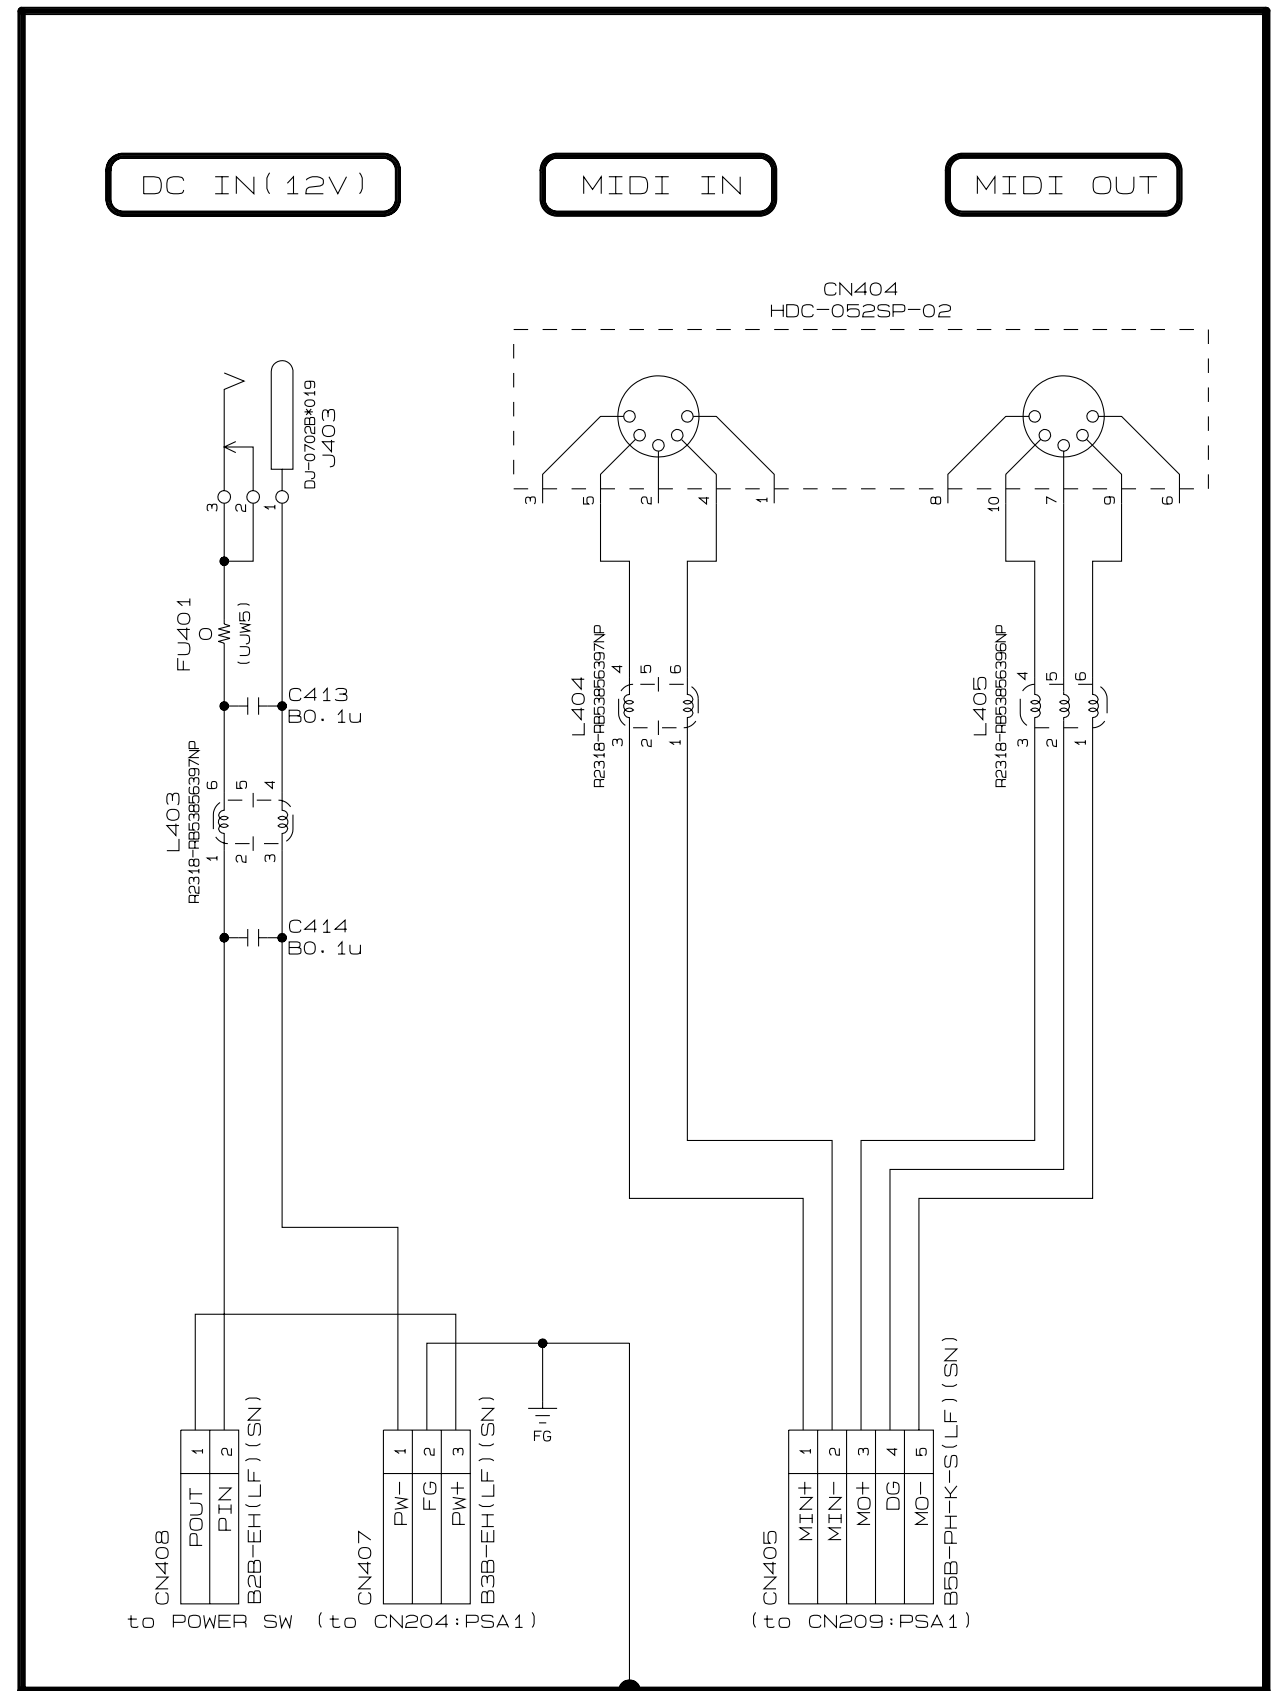 DC IN(12V)
MIDI IN
MIDI OUT
CN404
HDC-052SP-02
DJ-0702B*019
J403
3
2
1
3
5
2
4
1
8
10
7
9
6
FU401
0
(UJW5)
C413
B0.1u
L403
R2318-RB53856397NP
6
5
4
1
2
3
C414
B0.1u
L404
R2318-RB53856397NP
4
5
6
3
2
1
L405
R2318-RB53856396NP
4
5
6
3
2
1
FG
CN408
1
2
POUT
PIN
B2B-EH(LF)(SN)
to POWER SW
CN407
1
2
3
PW-
FG
PW+
B3B-EH(LF)(SN)
(to CN204:PSA1)
CN405
1
2
3
4
5
MIN+
MIN-
MO+
DG
MO-
B5B-PH-K-S(LF)(SN)
(to CN209:PSA1)